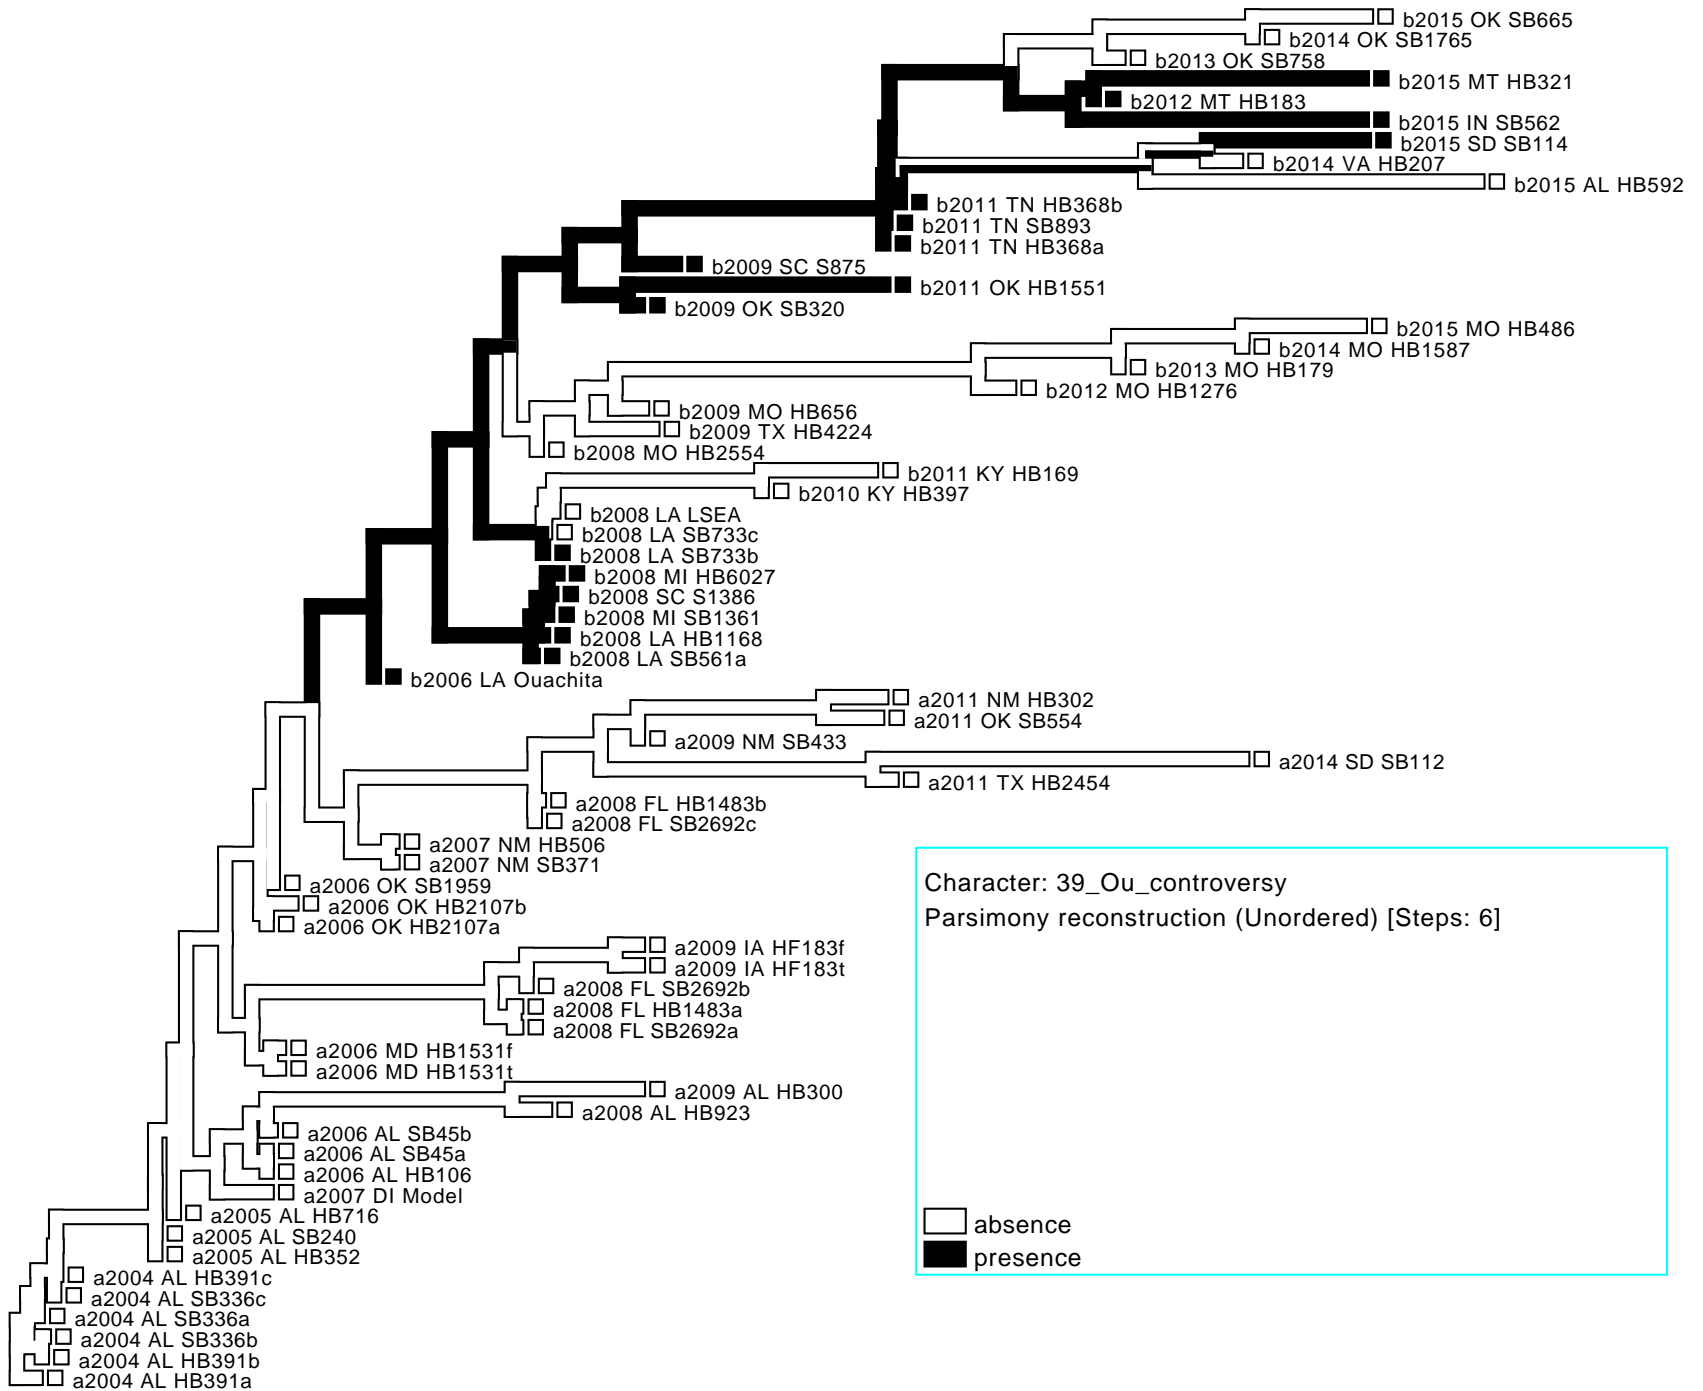 b2015 OK SB665
b2014 OK SB1765
b2013 OK SB758
b2015 MT HB321
b2012 MT HB183
b2015 IN SB562
b2015 SD SB114
b2014 VA HB207
b2015 AL HB592
b2011 TN HB368b
b2011 TN SB893
b2011 TN HB368a
b2009 SC S875
b2011 OK HB1551
b2009 OK SB320
b2015 MO HB486
b2014 MO HB1587
b2013 MO HB179
b2012 MO HB1276
b2009 MO HB656
b2009 TX HB4224
b2008 MO HB2554
b2011 KY HB169
b2010 KY HB397
b2008 LA LSEA
b2008 LA SB733c
b2008 LA SB733b
b2008 MI HB6027
b2008 SC S1386
b2008 MI SB1361
b2008 LA HB1168
b2008 LA SB561a
b2006 LA Ouachita
a2011 NM HB302
a2011 OK SB554
a2009 NM SB433
a2014 SD SB112
a2011 TX HB2454
a2008 FL HB1483b
a2008 FL SB2692c
a2007 NM HB506
a2007 NM SB371
a2006 OK SB1959
a2006 OK HB2107b
a2006 OK HB2107a
a2009 IA HF183f
a2009 IA HF183t
a2008 FL SB2692b
a2008 FL HB1483a
a2008 FL SB2692a
a2006 MD HB1531f
a2006 MD HB1531t
a2009 AL HB300
a2008 AL HB923
a2006 AL SB45b
a2006 AL SB45a
a2006 AL HB106
a2007 DI Model
a2005 AL HB716
a2005 AL SB240
a2005 AL HB352
a2004 AL HB391c
a2004 AL SB336c
a2004 AL SB336a
a2004 AL SB336b
a2004 AL HB391b
a2004 AL HB391a
Character: 39_Ou_controversy
Parsimony reconstruction (Unordered) [Steps: 6]
absence
presence